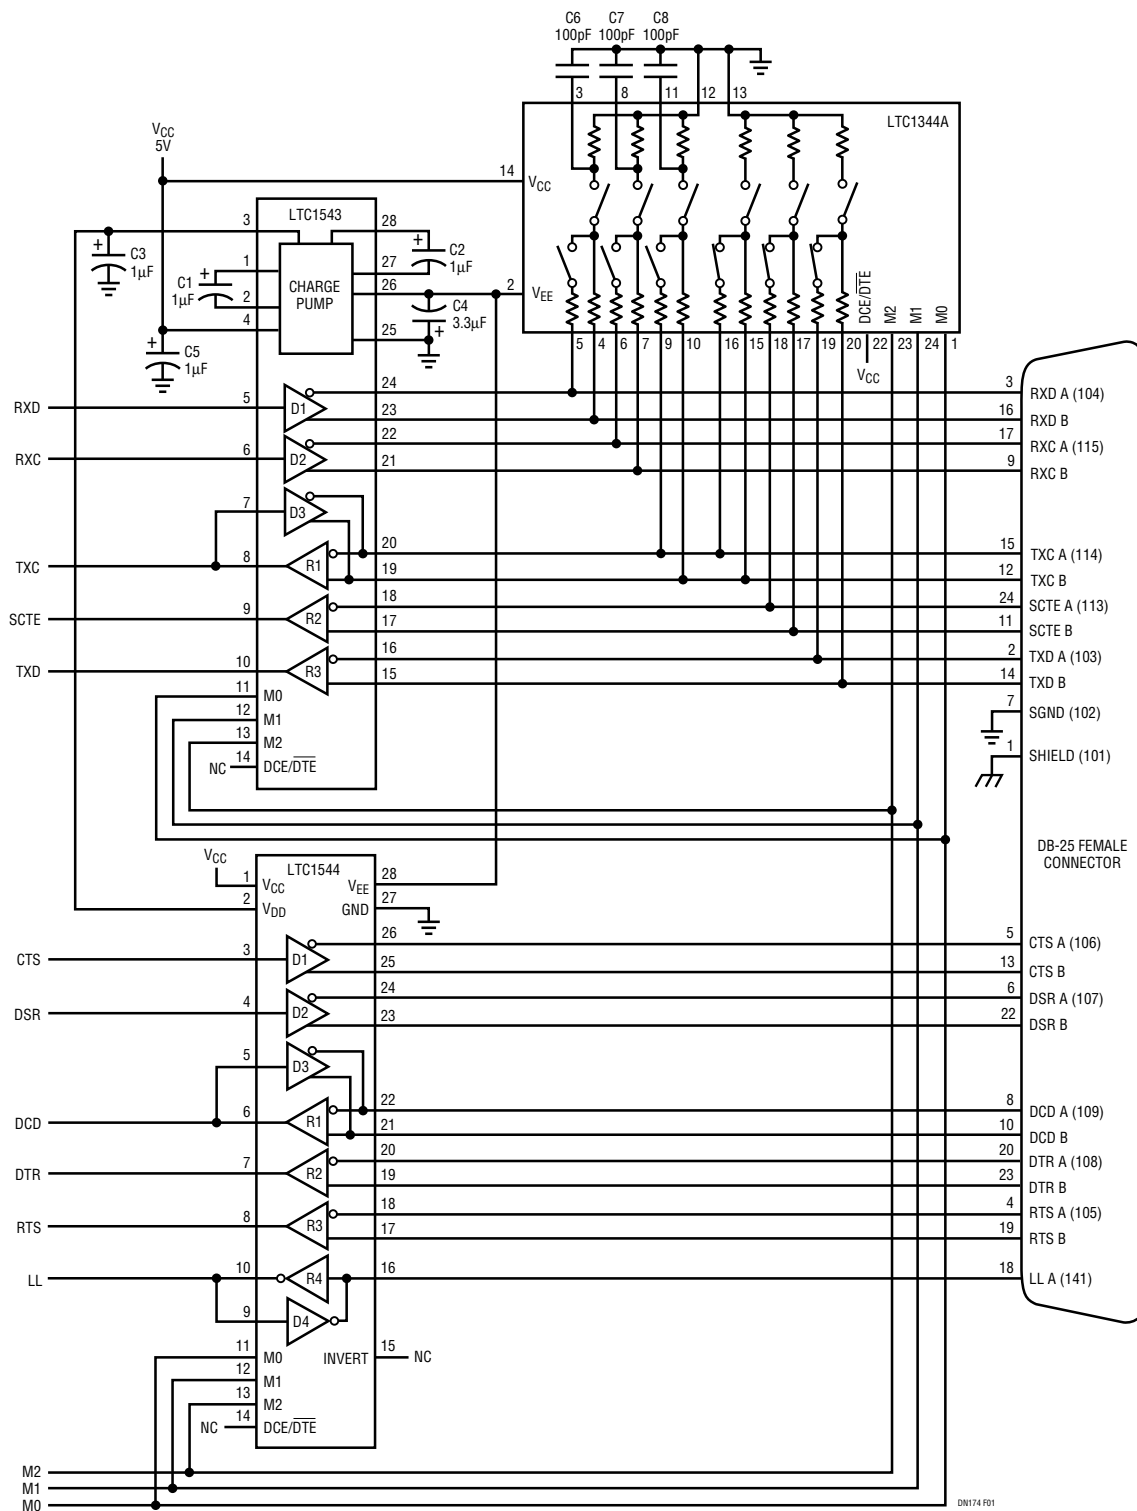 C6 C7 C8
100pF 100pF 100pF
3 8 11 12 13
LTC1344A
VCC
5V
14 VCC
LTC1543
3 28
C3
1µF
C2
1µF
1 27
C1
1µF
CHARGE
PUMP
26 2 VEE
2
C4
3.3µF
4 25
C5
1µF
DCE/DTE M2 M1 M0
5 4 6 7 9 10 16 15 18 17 19 20 22 23 24 1
VCC
RXD 5 D1 24 3 RXD A (104)
23 16 RXD B
RXC 6 D2 22 17 RXC A (115)
21 9 RXC B
7 D3
TXC 8 R1 20 15 TXC A (114)
19 12 TXC B
SCTE 9 R2 18 24 SCTE A (113)
17 11 SCTE B
TXD 10 R3 16 2 TXD A (103)
15 14 TXD B
11 M0 7 SGND (102)
12 M1
13 M2 1 SHIELD (101)
NC 14 DCE/DTE
DB-25 FEMALE
CONNECTOR
VCC
LTC1544
1 VCC VEE 28
2 VDD GND 27
CTS 3 D1 26 5 CTS A (106)
25 13 CTS B
DSR 4 D2 24 6 DSR A (107)
23 22 DSR B
5 D3
DCD 6 R1 22 8 DCD A (109)
21 10 DCD B
DTR 7 R2 20 20 DTR A (108)
19 23 DTR B
RTS 8 R3 18 4 RTS A (105)
17 19 RTS B
LL 10 R4 16 18 LL A (141)
9 D4
11 M0 INVERT 15 NC
12 M1
13 M2
NC 14 DCE/DTE
M2
M1
M0
DN174 F01